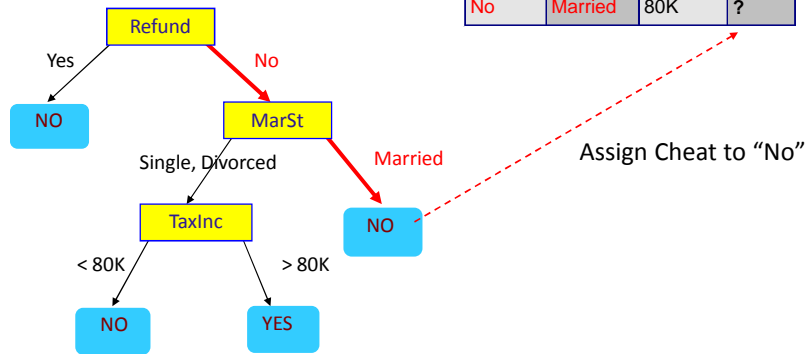 No Married 80K ?
Refund
Yes
No
NO
MarSt
Single, Divorced
Married
Assign Cheat to “No”
TaxInc
NO
< 80K
> 80K
NO
YES